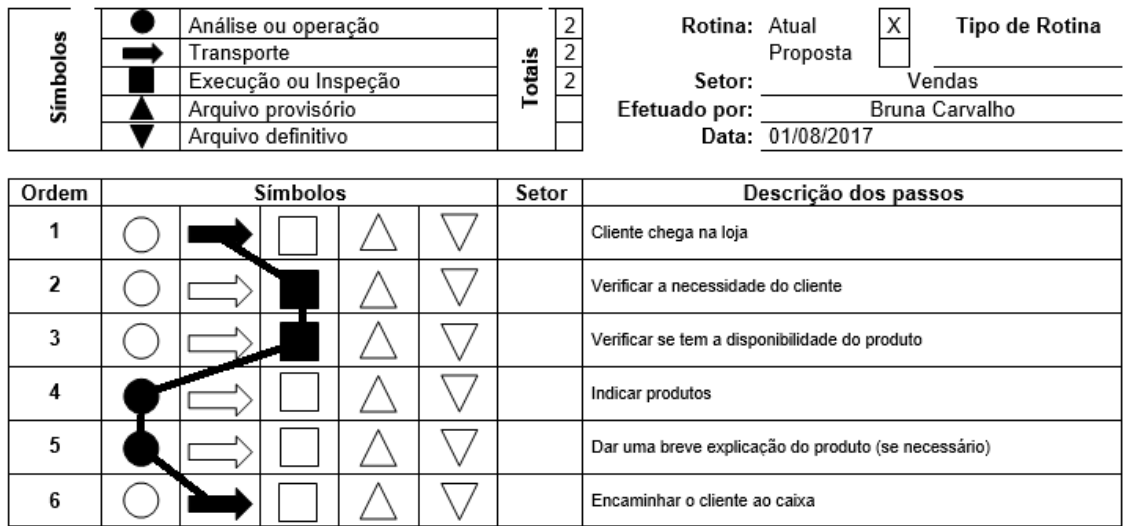 Símbolos
Análise ou operação
Transporte
Execução ou Inspeção
Arquivo provisório
Arquivo definitivo
Totais
2
2
2
Rotina: Atual X Tipo de Rotina
Proposta
Setor: Vendas
Efetuado por: Bruna Carvalho
Data: 01/08/2017
Ordem Símbolos Setor Descrição dos passos
1 Cliente chega na loja
2 Verificar a necessidade do cliente
3 Verificar se tem a disponibilidade do produto
4 Indicar produtos
5 Dar uma breve explicação do produto (se necessário)
6 Encaminhar o cliente ao caixa